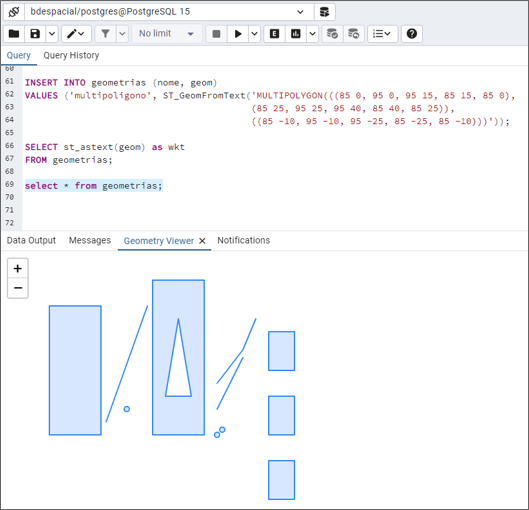 bdespacial/postgres@PostgreSQL 15
No limit
E
Query Query History
60
61 INSERT INTO geometrias (nome, geom)
62 VALUES ('multipoligono', ST_GeomFromText('MULTIPOLYGON(((85 0, 95 0, 95 15, 85 15, 85 0),
63 (85 25, 95 25, 95 40, 85 40, 85 25)),
64 ((85 -10, 95 -10, 95 -25, 85 -25, 85 -10)))'));
65
66 SELECT st_astext(geom) as wkt
67 FROM geometrias;
68
69 select * from geometrias;
70
71
72
Data Output Messages Geometry Viewer Notifications
+
−